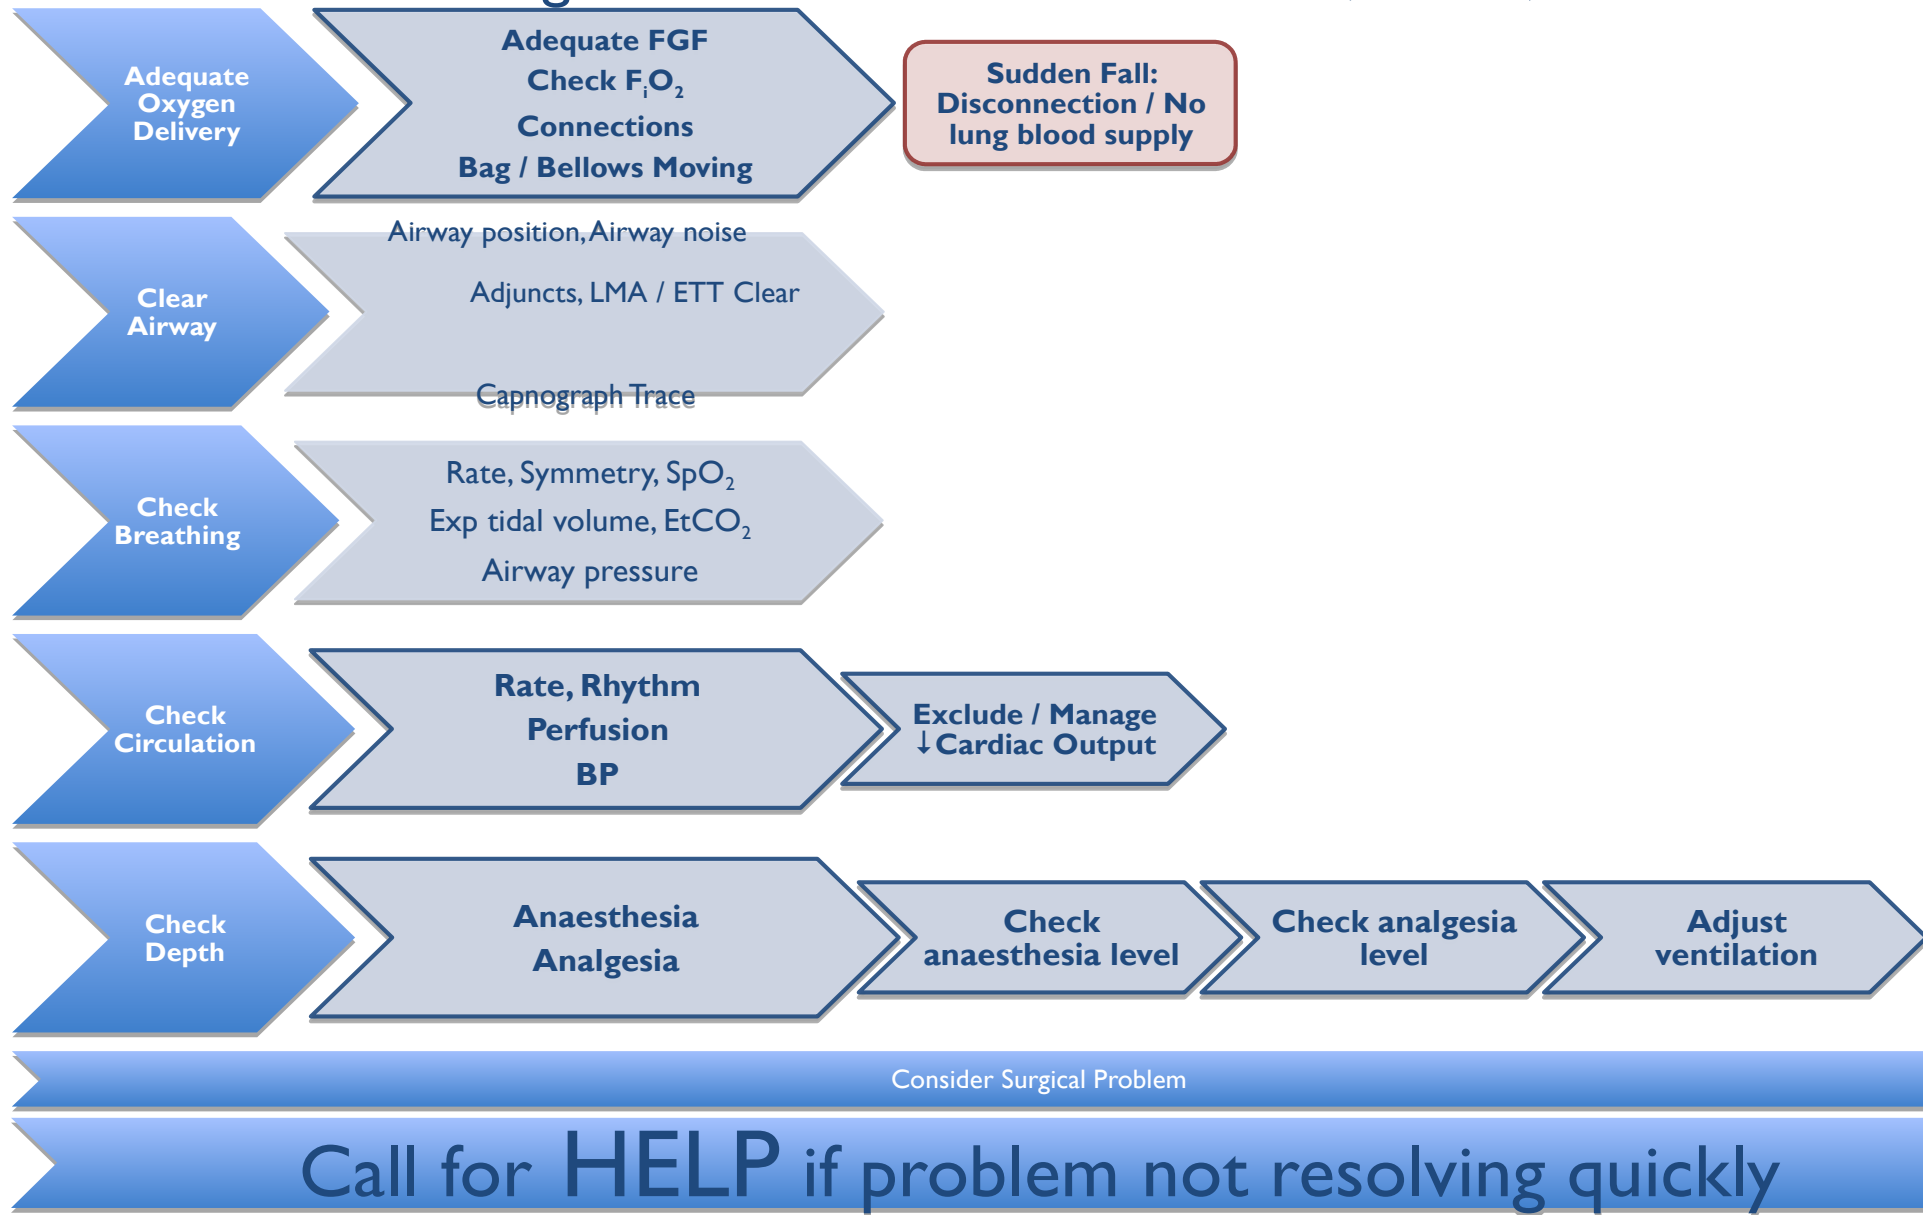 Adequate
Oxygen
Delivery
Adequate FGF
Check FᵢO₂
Connections
Bag / Bellows Moving
Sudden Fall:
Disconnection / No
lung blood supply
Clear
Airway
Airway position, Airway noise
Adjuncts, LMA / ETT Clear
Capnograph Trace
Check
Breathing
Rate, Symmetry, SpO₂
Exp tidal volume, EtCO₂
Airway pressure
Check
Circulation
Rate, Rhythm
Perfusion
BP
Exclude / Manage
↓Cardiac Output
Check
Depth
Anaesthesia
Analgesia
Check
anaesthesia level
Check analgesia
level
Adjust
ventilation
Consider Surgical Problem
Call for HELP if problem not resolving quickly